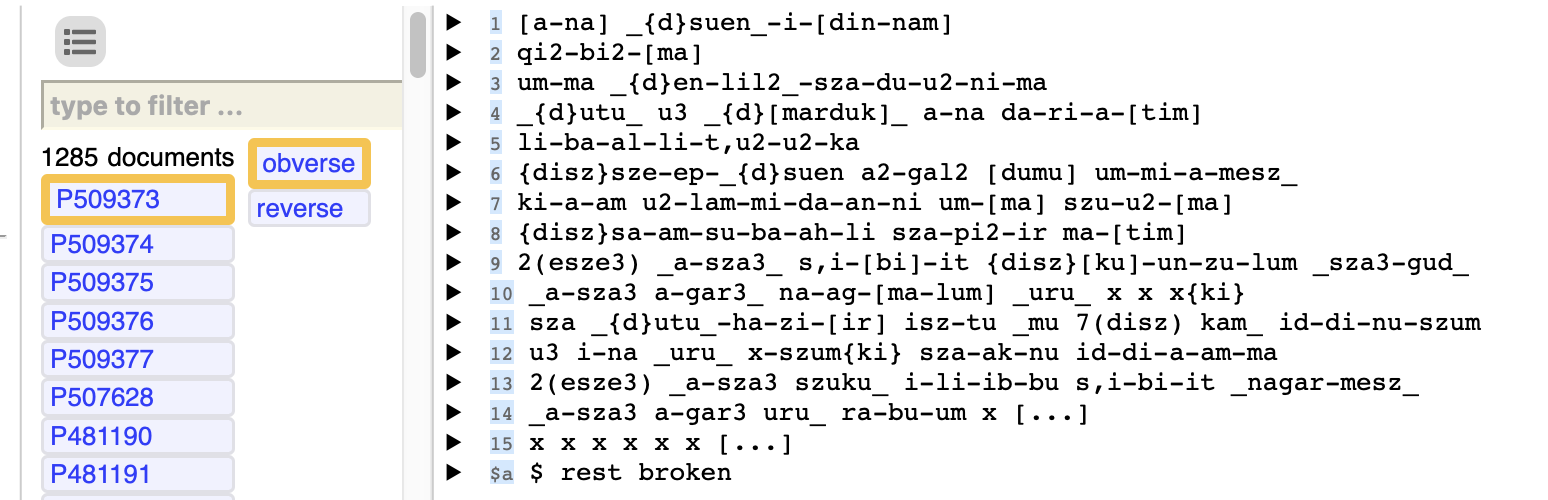 type to filter ...
1285 documents
P509373
P509374
P509375
P509376
P509377
P507628
P481190
P481191
obverse
reverse
1 [a-na] _{d}suen_-i-[din-nam]
2 qi2-bi2-[ma]
3 um-ma _{d}en-lil2_-sza-du-u2-ni-ma
4 _{d}utu_ u3 _{d}[marduk]_ a-na da-ri-a-[tim]
5 li-ba-al-li-t,u2-u2-ka
6 {disz}sze-ep-_{d}suen a2-gal2 [dumu] um-mi-a-mesz_
7 ki-a-am u2-lam-mi-da-an-ni um-[ma] szu-u2-[ma]
8 {disz}sa-am-su-ba-ah-li sza-pi2-ir ma-[tim]
9 2(esze3) _a-sza3_ s,i-[bi]-it {disz}[ku]-un-zu-lum _sza3-gud_
10 _a-sza3 a-gar3_ na-ag-[ma-lum] _uru_ x x x{ki}
11 sza _{d}utu_-ha-zi-[ir] isz-tu _mu 7(disz) kam_ id-di-nu-szum
12 u3 i-na _uru_ x-szum{ki} sza-ak-nu id-di-a-am-ma
13 2(esze3) _a-sza3 szuku_ i-li-ib-bu s,i-bi-it _nagar-mesz_
14 _a-sza3 a-gar3 uru_ ra-bu-um x [...]
15 x x x x x x [...]
$a $ rest broken